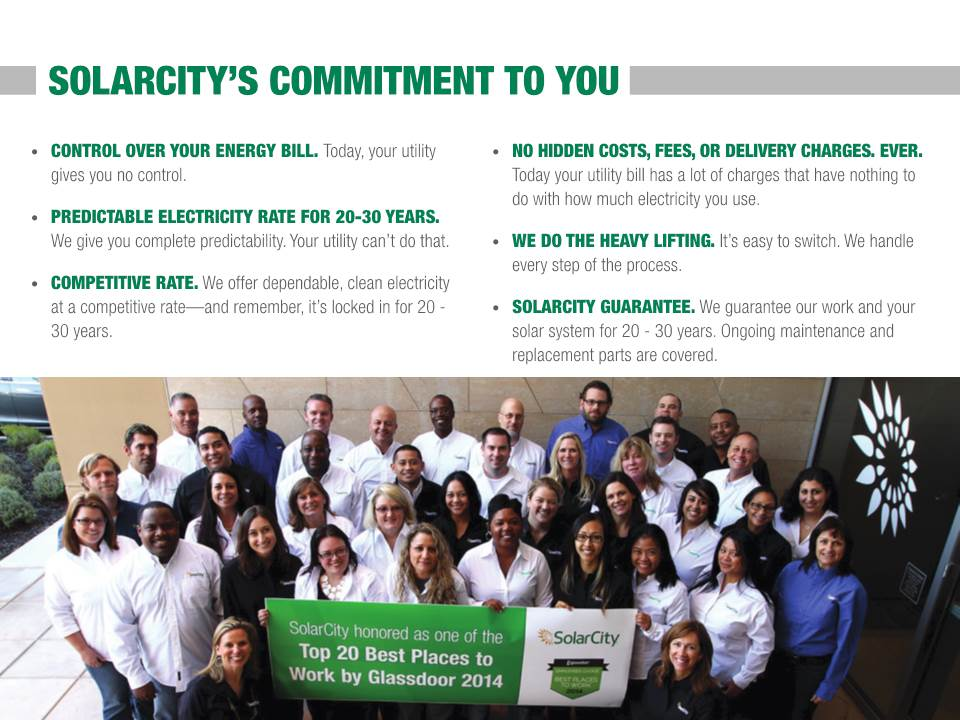 SOLARCITY'S COMMITMENT TO YOU
• CONTROL OVER YOUR ENERGY BILL. Today, your utility
gives you no control.
• PREDICTABLE ELECTRICITY RATE FOR 20-30 YEARS.
We give you complete predictability. Your utility can't do that.
• COMPETITIVE RATE. We offer dependable, clean electricity
at a competitive rate—and remember, it's locked in for 20 -
30 years.
• NO HIDDEN COSTS, FEES, OR DELIVERY CHARGES. EVER.
Today your utility bill has a lot of charges that have nothing to
do with how much electricity you use.
• WE DO THE HEAVY LIFTING. It's easy to switch. We handle
every step of the process.
• SOLARCITY GUARANTEE. We guarantee our work and your
solar system for 20 - 30 years. Ongoing maintenance and
replacement parts are covered.
SolarCity honored as one of the
Top 20 Best Places to
Work by Glassdoor 2014
SolarCity
BEST PLACES
TO WORK